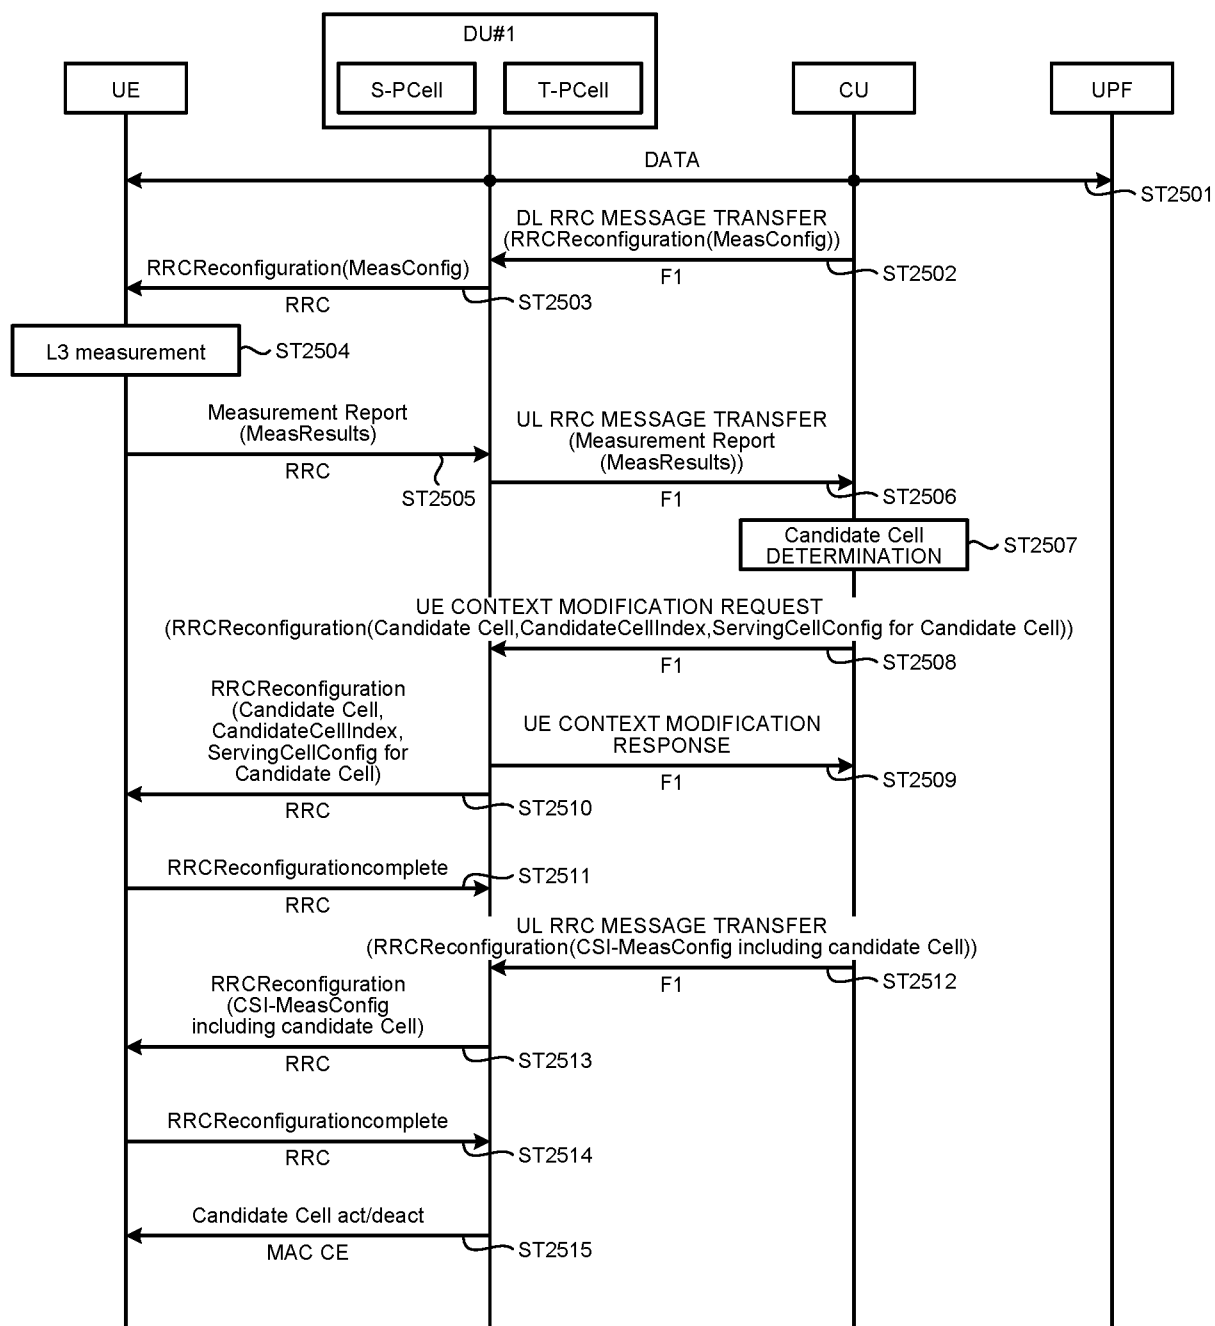 DU#1
UE
S-PCell
T-PCell
CU
UPF
DATA
ST2501
DL RRC MESSAGE TRANSFER
(RRCReconfiguration(MeasConfig))
F1
ST2502
RRCReconfiguration(MeasConfig)
RRC
ST2503
L3 measurement
ST2504
Measurement Report
(MeasResults)
RRC
ST2505
UL RRC MESSAGE TRANSFER
(Measurement Report
(MeasResults))
F1
ST2506
Candidate Cell
DETERMINATION
ST2507
UE CONTEXT MODIFICATION REQUEST
(RRCReconfiguration(Candidate Cell,CandidateCellIndex,ServingCellConfig for Candidate Cell))
F1
ST2508
RRCReconfiguration
(Candidate Cell,
CandidateCellIndex,
ServingCellConfig for
Candidate Cell)
RRC
ST2510
UE CONTEXT MODIFICATION
RESPONSE
F1
ST2509
RRCReconfigurationcomplete
RRC
ST2511
UL RRC MESSAGE TRANSFER
(RRCReconfiguration(CSI-MeasConfig including candidate Cell))
F1
ST2512
RRCReconfiguration
(CSI-MeasConfig
including candidate Cell)
RRC
ST2513
RRCReconfigurationcomplete
RRC
ST2514
Candidate Cell act/deact
MAC CE
ST2515